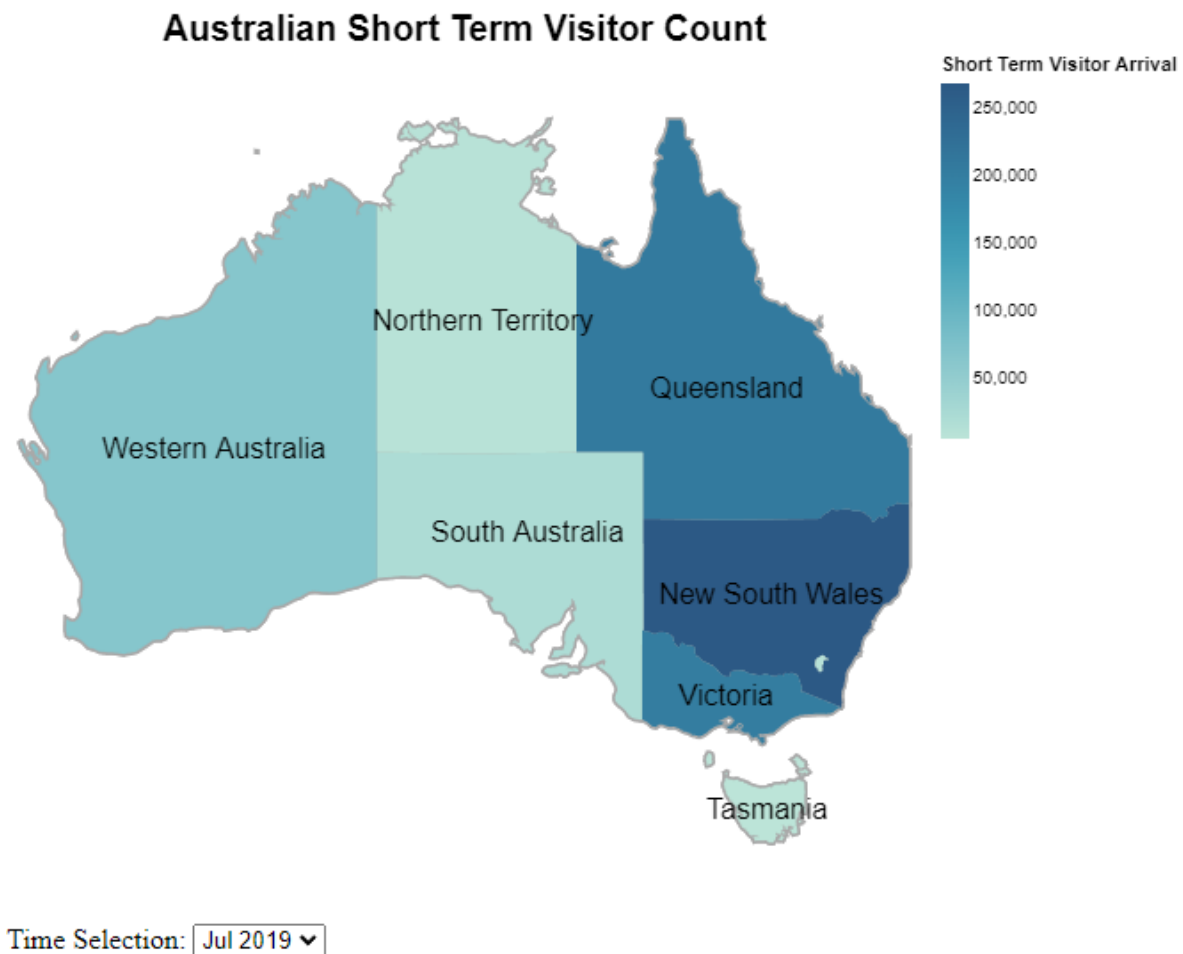 Australian Short Term Visitor Count
Short Term Visitor Arrival
250,000
200,000
150,000
100,000
50,000
Northern Territory
Queensland
Western Australia
South Australia
New South Wales
Victoria
Tasmania
Time Selection: Jul 2019